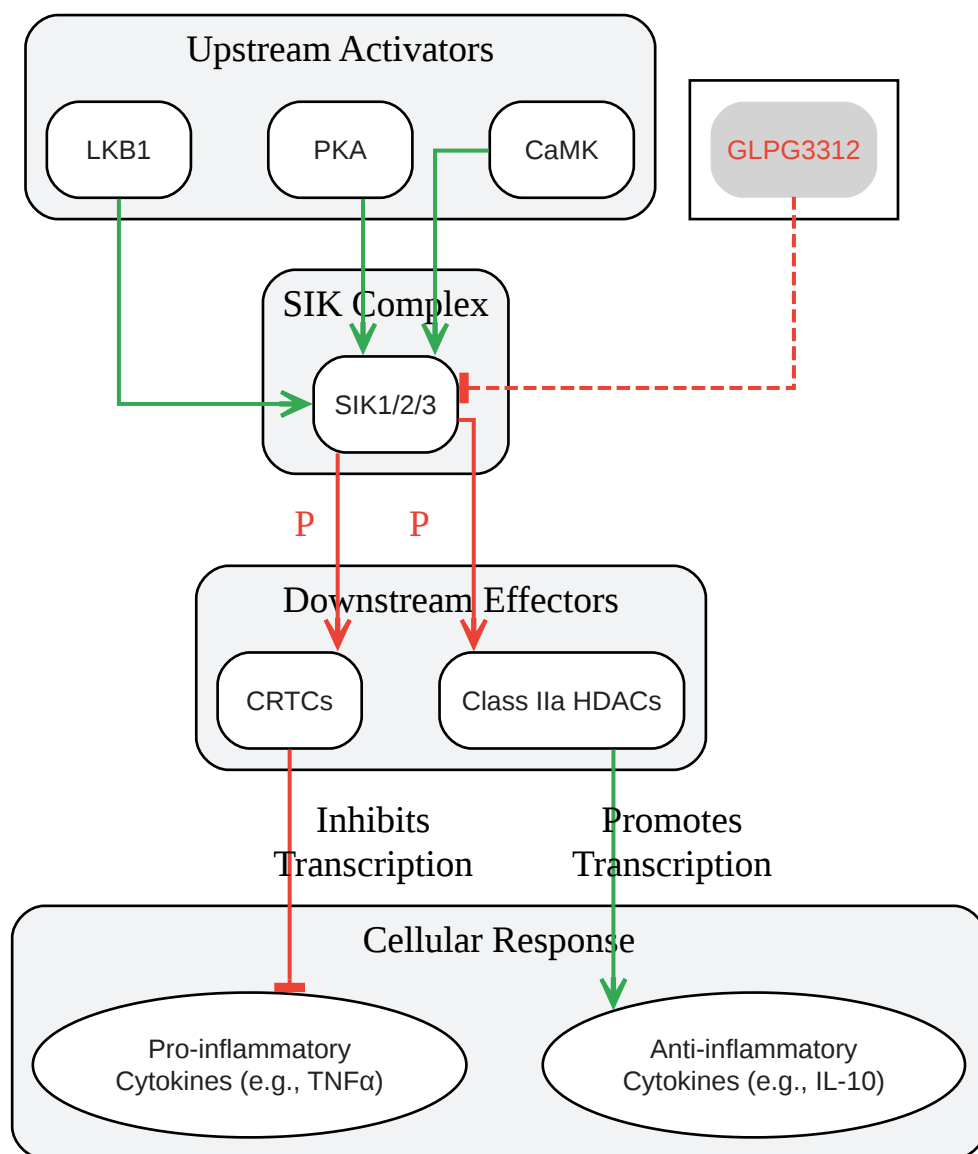 Upstream Activators
LKB1
PKA
CaMK
GLPG3312
SIK Complex
SIK1/2/3
P
P
Downstream Effectors
CRTCs
Class IIa HDACs
Inhibits
Transcription
Promotes
Transcription
Cellular Response
Pro-inflammatory
Cytokines (e.g., TNFα)
Anti-inflammatory
Cytokines (e.g., IL-10)